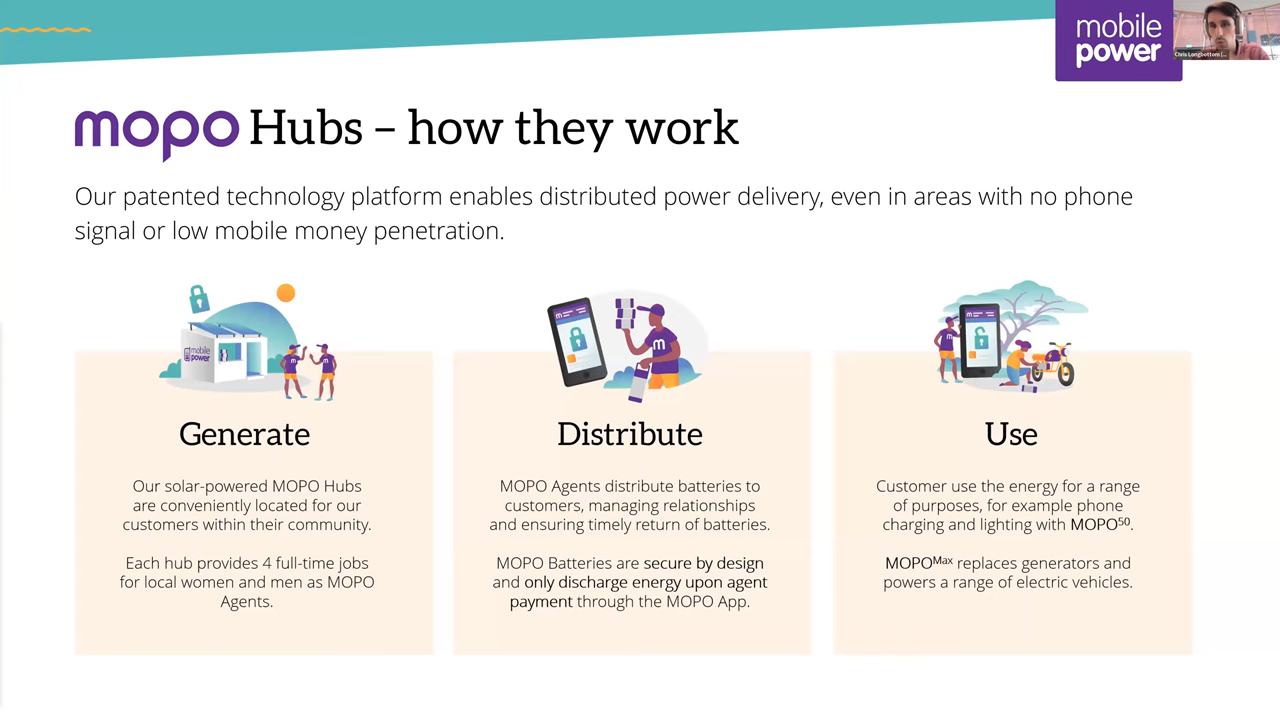 mobile
power
Chris Longbottom (...
mopo Hubs – how they work
Our patented technology platform enables distributed power delivery, even in areas with no phone
signal or low mobile money penetration.
mobile
power
m
m
Generate
Our solar-powered MOPO Hubs
are conveniently located for our
customers within their community.
Each hub provides 4 full-time jobs
for local women and men as MOPO
Agents.
Distribute
MOPO Agents distribute batteries to
customers, managing relationships
and ensuring timely return of batteries.
MOPO Batteries are secure by design
and only discharge energy upon agent
payment through the MOPO App.
Use
Customer use the energy for a range
of purposes, for example phone
charging and lighting with MOPO⁵⁰.
MOPOᴹᵃˣ replaces generators and
powers a range of electric vehicles.